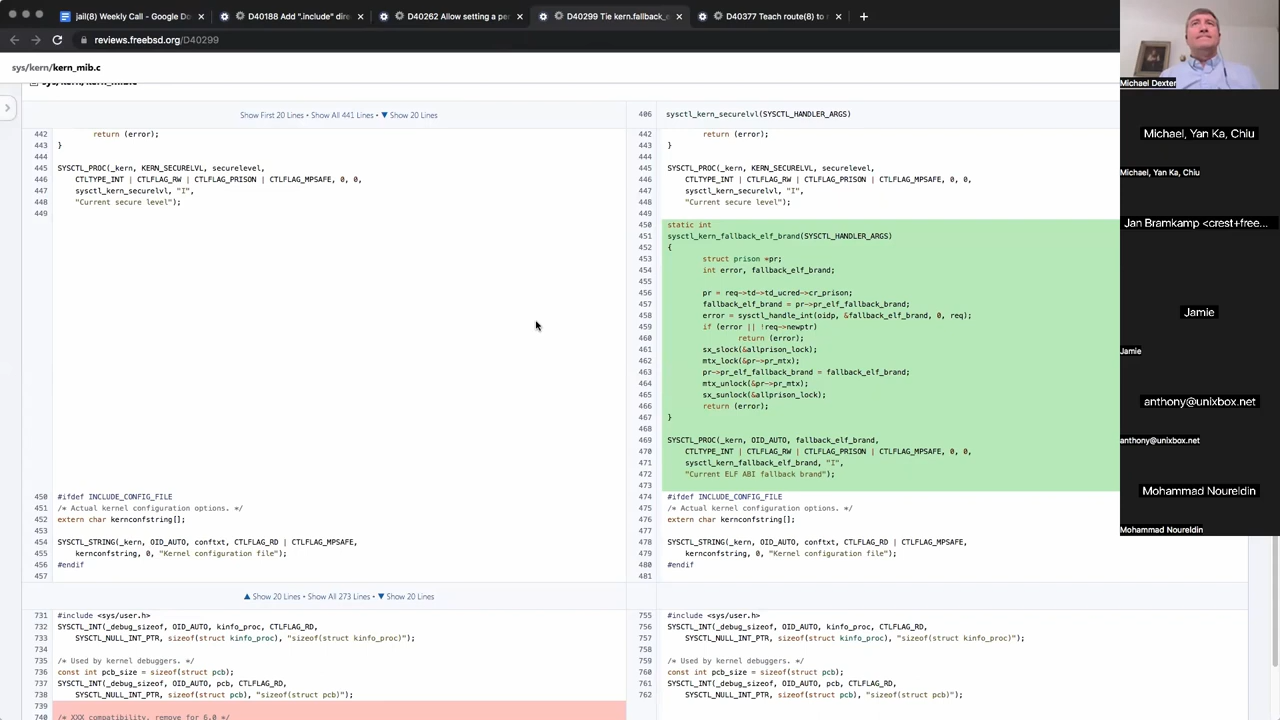 jail(8) Weekly Call - Google Do
D40188 Add ".include" dire
D40262 Allow setting a per
D40299 Tie kern.fallback_e
D40377 Teach route(8) to r
reviews.freebsd.org/D40299
sys/kern/kern_mib.c
Show First 20 Lines • Show All 441 Lines • ▼ Show 20 Lines
406 sysctl_kern_securelvl(SYSCTL_HANDLER_ARGS)
442 return (error);
443 }
444
445 SYSCTL_PROC(_kern, KERN_SECURELVL, securelevel,
446 CTLTYPE_INT | CTLFLAG_RW | CTLFLAG_PRISON | CTLFLAG_MPSAFE, 0, 0,
447 sysctl_kern_securelvl, "I",
448 "Current secure level");
449
450 #ifdef INCLUDE_CONFIG_FILE
451 /* Actual kernel configuration options. */
452 extern char kernconfstring[];
453
454 SYSCTL_STRING(_kern, OID_AUTO, conftxt, CTLFLAG_RD | CTLFLAG_MPSAFE,
455 kernconfstring, 0, "Kernel configuration file");
456 #endif
457
442 return (error);
443 }
444
445 SYSCTL_PROC(_kern, KERN_SECURELVL, securelevel,
446 CTLTYPE_INT | CTLFLAG_RW | CTLFLAG_PRISON | CTLFLAG_MPSAFE, 0, 0,
447 sysctl_kern_securelvl, "I",
448 "Current secure level");
449
450 static int
451 sysctl_kern_fallback_elf_brand(SYSCTL_HANDLER_ARGS)
452 {
453 struct prison *pr;
454 int error, fallback_elf_brand;
455
456 pr = req->td->td_ucred->cr_prison;
457 fallback_elf_brand = pr->pr_elf_fallback_brand;
458 error = sysctl_handle_int(oidp, &fallback_elf_brand, 0, req);
459 if (error || !req->newptr)
460 return (error);
461 sx_slock(&allprison_lock);
462 mtx_lock(&pr->pr_mtx);
463 pr->pr_elf_fallback_brand = fallback_elf_brand;
464 mtx_unlock(&pr->pr_mtx);
465 sx_sunlock(&allprison_lock);
466 return (error);
467 }
468
469 SYSCTL_PROC(_kern, OID_AUTO, fallback_elf_brand,
470 CTLTYPE_INT | CTLFLAG_RW | CTLFLAG_PRISON | CTLFLAG_MPSAFE, 0, 0,
471 sysctl_kern_fallback_elf_brand, "I",
472 "Current ELF ABI fallback brand");
473
474 #ifdef INCLUDE_CONFIG_FILE
475 /* Actual kernel configuration options. */
476 extern char kernconfstring[];
477
478 SYSCTL_STRING(_kern, OID_AUTO, conftxt, CTLFLAG_RD | CTLFLAG_MPSAFE,
479 kernconfstring, 0, "Kernel configuration file");
480 #endif
481
▲ Show 20 Lines • Show All 273 Lines • ▼ Show 20 Lines
731 #include <sys/user.h>
732 SYSCTL_INT(_debug_sizeof, OID_AUTO, kinfo_proc, CTLFLAG_RD,
733 SYSCTL_NULL_INT_PTR, sizeof(struct kinfo_proc), "sizeof(struct kinfo_proc)");
734
735 /* Used by kernel debuggers. */
736 const int pcb_size = sizeof(struct pcb);
737 SYSCTL_INT(_debug_sizeof, OID_AUTO, pcb, CTLFLAG_RD,
738 SYSCTL_NULL_INT_PTR, sizeof(struct pcb), "sizeof(struct pcb)");
739
740 /* XXX compatibility, remove for 6.0 */
755 #include <sys/user.h>
756 SYSCTL_INT(_debug_sizeof, OID_AUTO, kinfo_proc, CTLFLAG_RD,
757 SYSCTL_NULL_INT_PTR, sizeof(struct kinfo_proc), "sizeof(struct kinfo_proc)");
758
759 /* Used by kernel debuggers. */
760 const int pcb_size = sizeof(struct pcb);
761 SYSCTL_INT(_debug_sizeof, OID_AUTO, pcb, CTLFLAG_RD,
762 SYSCTL_NULL_INT_PTR, sizeof(struct pcb), "sizeof(struct pcb)");
Michael Dexter
Michael, Yan Ka, Chiu
Michael, Yan Ka, Chiu
Jan Bramkamp <crest+free...
Jamie
Jamie
anthony@unixbox.net
anthony@unixbox.net
Mohammad Noureldin
Mohammad Noureldin